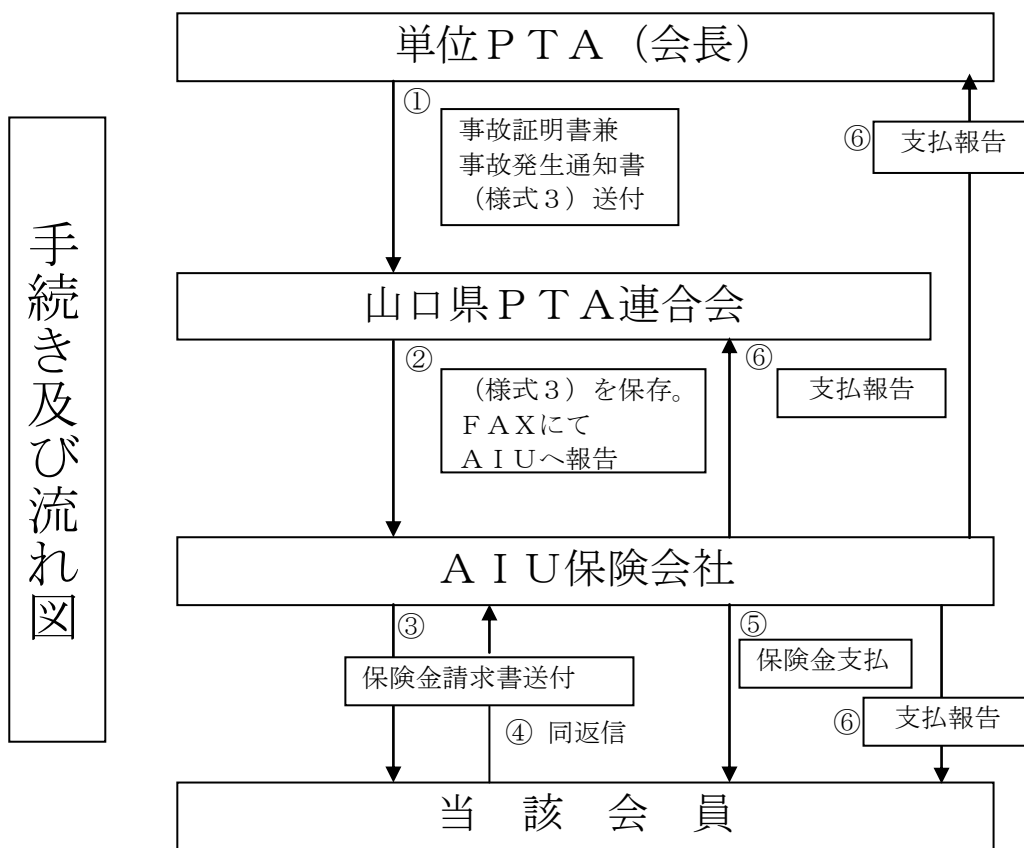 手続き及び流れ図
単位ＰＴＡ（会長）
①
事故証明書兼
事故発生通知書
（様式３）送付
⑥
支払報告
山口県ＰＴＡ連合会
②
（様式３）を保存。
ＦＡＸにて
ＡＩＵへ報告
⑥
支払報告
ＡＩＵ保険会社
③
保険金請求書送付
④ 同返信
⑤
保険金支払
⑥
支払報告
当　該　会　員